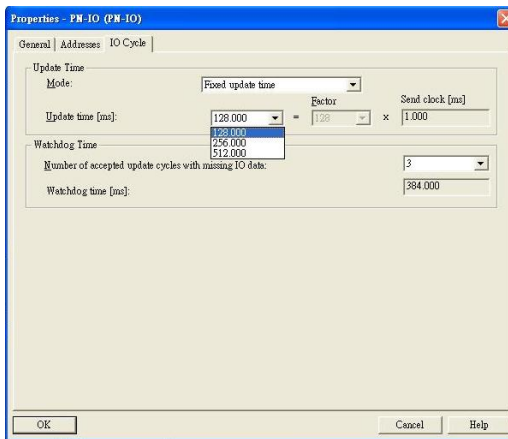 Properties - PN-IO (PN-IO)
General Addresses IO Cycle
Update Time
Mode: Fixed update time
Factor Send clock [ms]
Update time [ms]: 128.000 = 128 x 1.000
128.000
256.000
512.000
Watchdog Time
Number of accepted update cycles with missing IO data: 3
Watchdog time [ms]: 384.000
OK Cancel Help